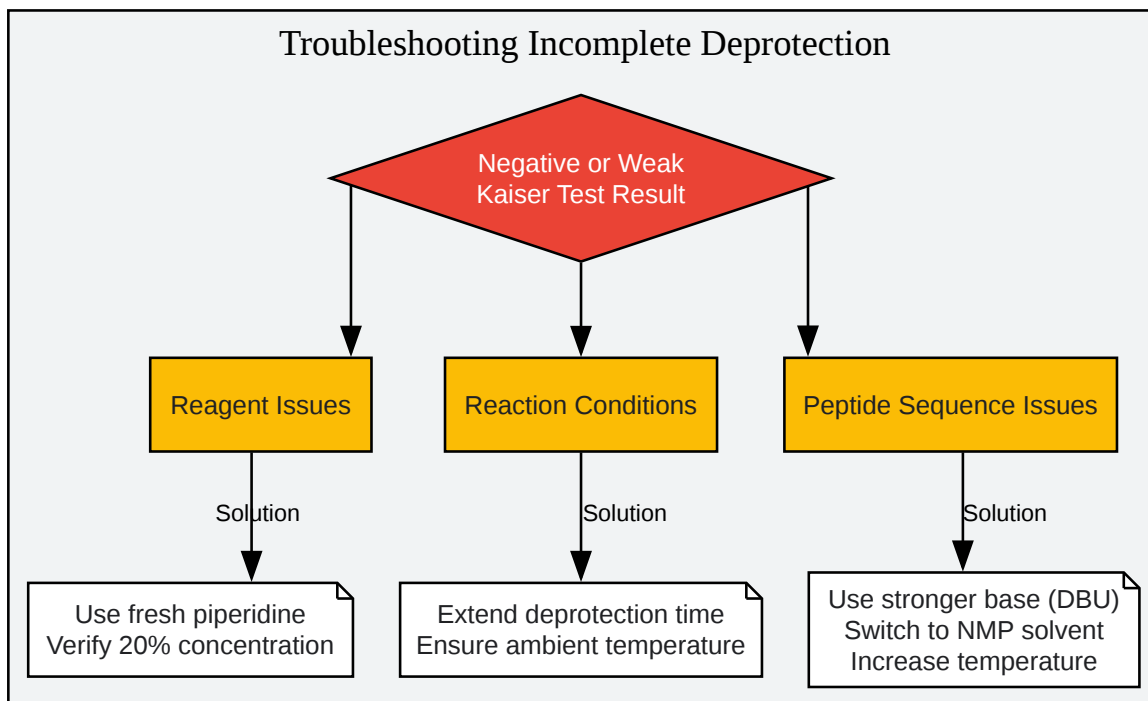 Troubleshooting Incomplete Deprotection
Negative or Weak
Kaiser Test Result
Reagent Issues
Reaction Conditions
Peptide Sequence Issues
Solution
Solution
Solution
Use fresh piperidine
Verify 20% concentration
Extend deprotection time
Ensure ambient temperature
Use stronger base (DBU)
Switch to NMP solvent
Increase temperature